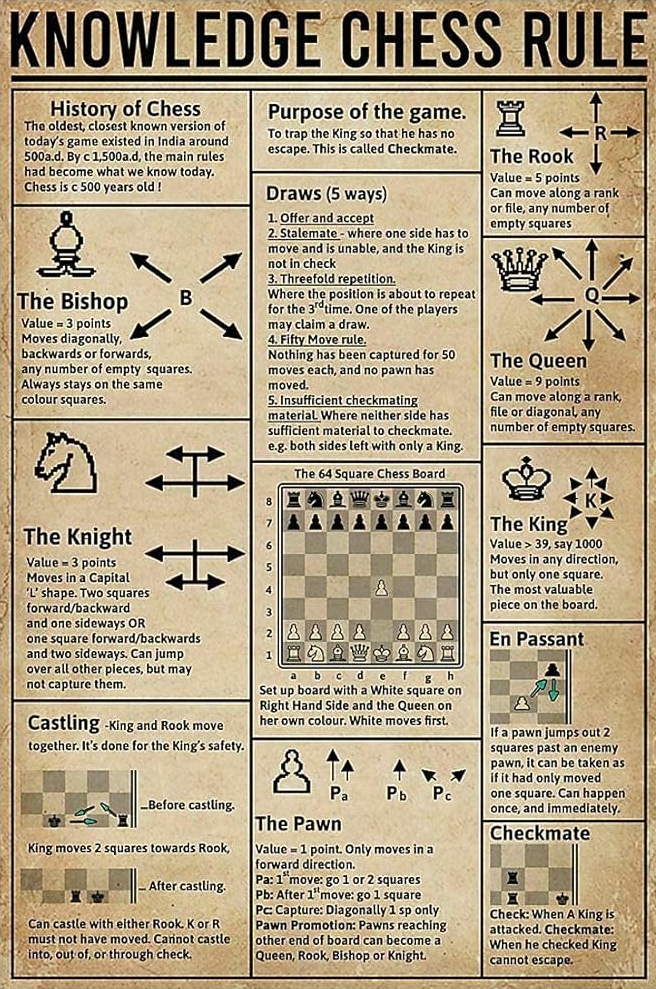 KNOWLEDGE CHESS RULE
History of Chess
The oldest, closest known version of
today's game existed in India around
500a.d. By c 1,500a.d, the main rules
had become what we know today.
Chess is c 500 years old !
The Bishop
B
Value = 3 points
Moves diagonally,
backwards or forwards,
any number of empty squares.
Always stays on the same
colour squares.
The Knight
Value = 3 points
Moves in a Capital
'L' shape. Two squares
forward/backward
and one sideways OR
one square forward/backwards
and two sideways. Can jump
over all other pieces, but may
not capture them.
Castling -King and Rook move
together. It's done for the King's safety.
Before castling.
King moves 2 squares towards Rook,
After castling.
Can castle with either Rook. K or R
must not have moved. Cannot castle
into, out of, or through check.
Purpose of the game.
To trap the King so that he has no
escape. This is called Checkmate.
Draws (5 ways)
1. Offer and accept
2. Stalemate - where one side has to
move and is unable, and the King is
not in check
3. Threefold repetition.
Where the position is about to repeat
for the 3rd time. One of the players
may claim a draw.
4. Fifty Move rule.
Nothing has been captured for 50
moves each, and no pawn has
moved.
5. Insufficient checkmating
material. Where neither side has
sufficient material to checkmate.
e.g. both sides left with only a King.
The 64 Square Chess Board
8
7
6
5
4
3
2
1
a b c d e f g h
Set up board with a White square on
Right Hand Side and the Queen on
her own colour. White moves first.
Pa Pb Pc
The Pawn
Value = 1 point. Only moves in a
forward direction.
Pa: 1st move: go 1 or 2 squares
Pb: After 1st move: go 1 square
Pc: Capture: Diagonally 1 sp only
Pawn Promotion: Pawns reaching
other end of board can become a
Queen, Rook, Bishop or Knight.
R
The Rook
Value = 5 points
Can move along a rank
or file, any number of
empty squares
Q
The Queen
Value = 9 points
Can move along a rank,
file or diagonal, any
number of empty squares.
K
The King
Value > 39, say 1000
Moves in any direction,
but only one square.
The most valuable
piece on the board.
En Passant
If a pawn jumps out 2
squares past an enemy
pawn, it can be taken as
if it had only moved
one square. Can happen
once, and immediately.
Checkmate
Check: When A King is
attacked. Checkmate:
When he checked King
cannot escape.